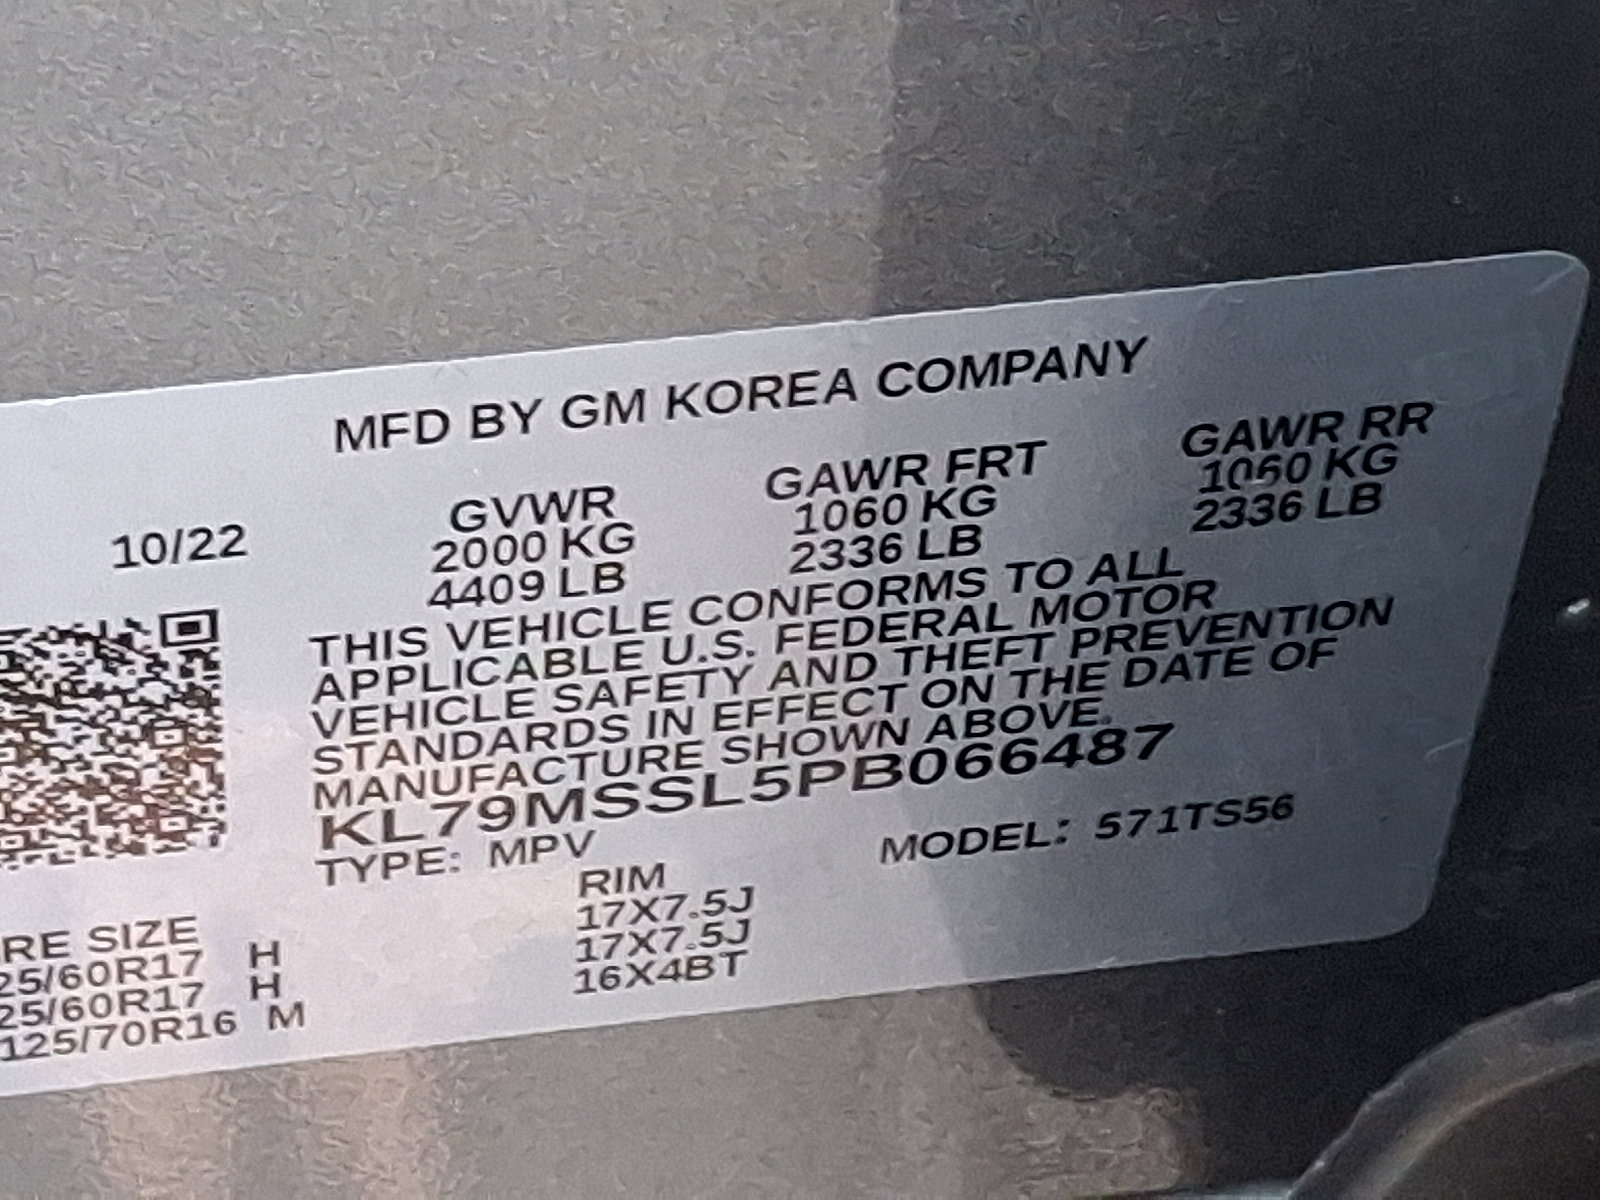 MFD BY GM KOREA COMPANY
10/22 GVWR GAWR FRT GAWR RR
2000 KG 1060 KG 1060 KG
4409 LB 2336 LB 2336 LB
THIS VEHICLE CONFORMS TO ALL
APPLICABLE U.S. FEDERAL MOTOR
VEHICLE SAFETY AND THEFT PREVENTION
STANDARDS IN EFFECT ON THE DATE OF
MANUFACTURE SHOWN ABOVE.
KL79MSSL5PB066487
TYPE: MPV MODEL: 571TS56
RE SIZE RIM
25/60R17 H 17X7.5J
25/60R17 H 17X7.5J
125/70R16 M 16X4BT